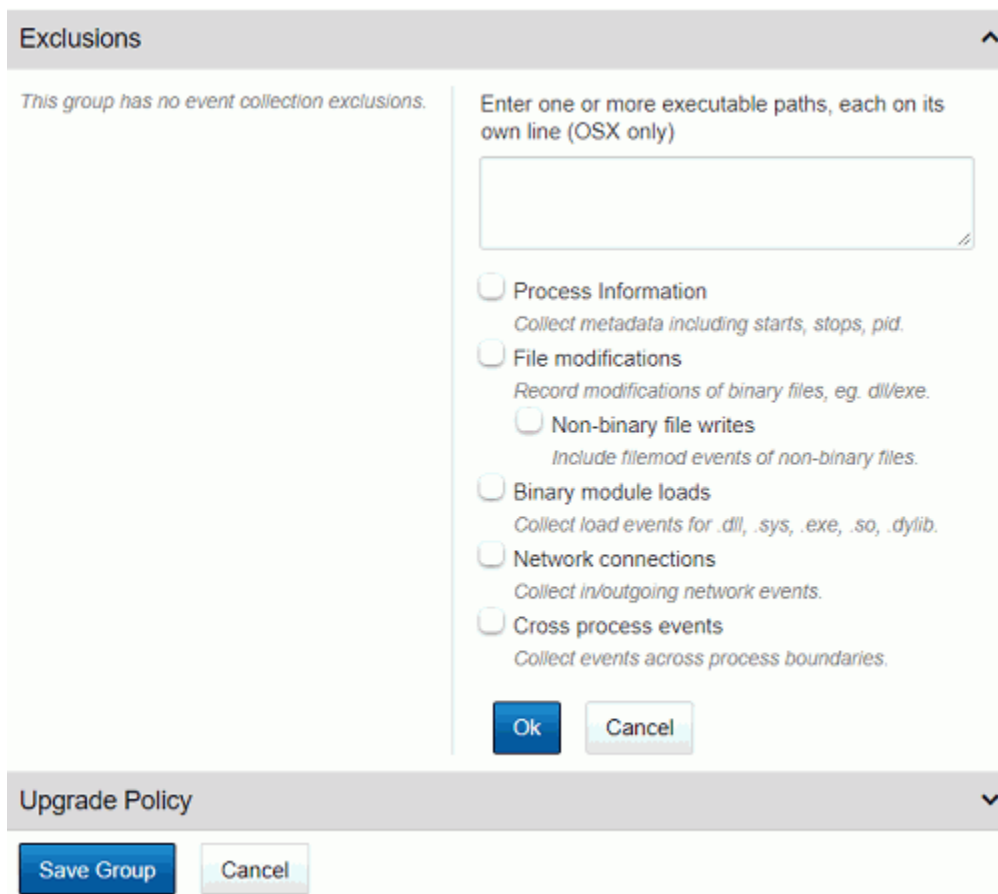 Exclusions
This group has no event collection exclusions.
Enter one or more executable paths, each on its
own line (OSX only)
Process Information
Collect metadata including starts, stops, pid.
File modifications
Record modifications of binary files, eg. dll/exe.
Non-binary file writes
Include filemod events of non-binary files.
Binary module loads
Collect load events for .dll, .sys, .exe, .so, .dylib.
Network connections
Collect in/outgoing network events.
Cross process events
Collect events across process boundaries.
Ok Cancel
Upgrade Policy
Save Group Cancel